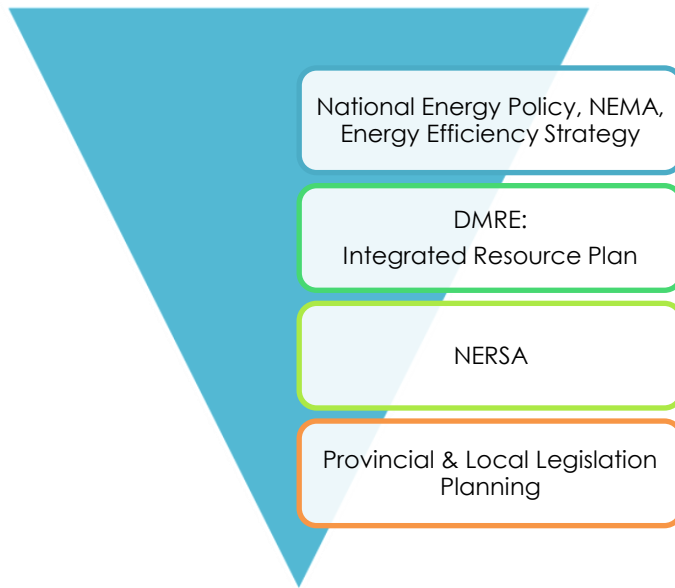 National Energy Policy, NEMA,
Energy Efficiency Strategy
DMRE:
Integrated Resource Plan
NERSA
Provincial & Local Legislation
Planning